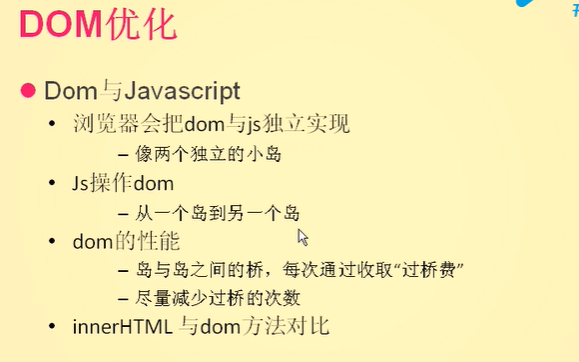 DOM优化
Dom与Javascript
浏览器会把dom与js独立实现
– 像两个独立的小岛
Js操作dom
– 从一个岛到另一个岛
dom的性能
– 岛与岛之间的桥，每次通过收取“过桥费”
– 尽量减少过桥的次数
innerHTML 与dom方法对比